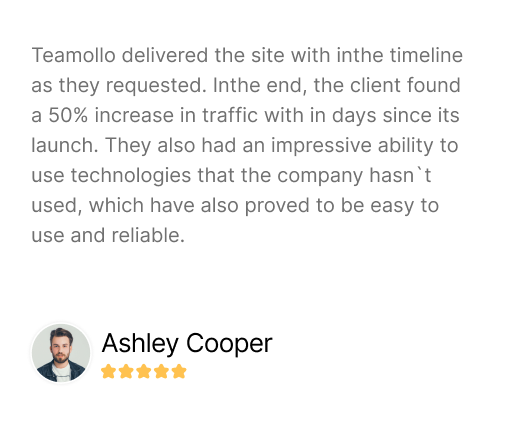 Teamollo delivered the site with inthe timeline
as they requested. Inthe end, the client found
a 50% increase in traffic with in days since its
launch. They also had an impressive ability to
use technologies that the company hasn`t
used, which have also proved to be easy to
use and reliable.
Ashley Cooper